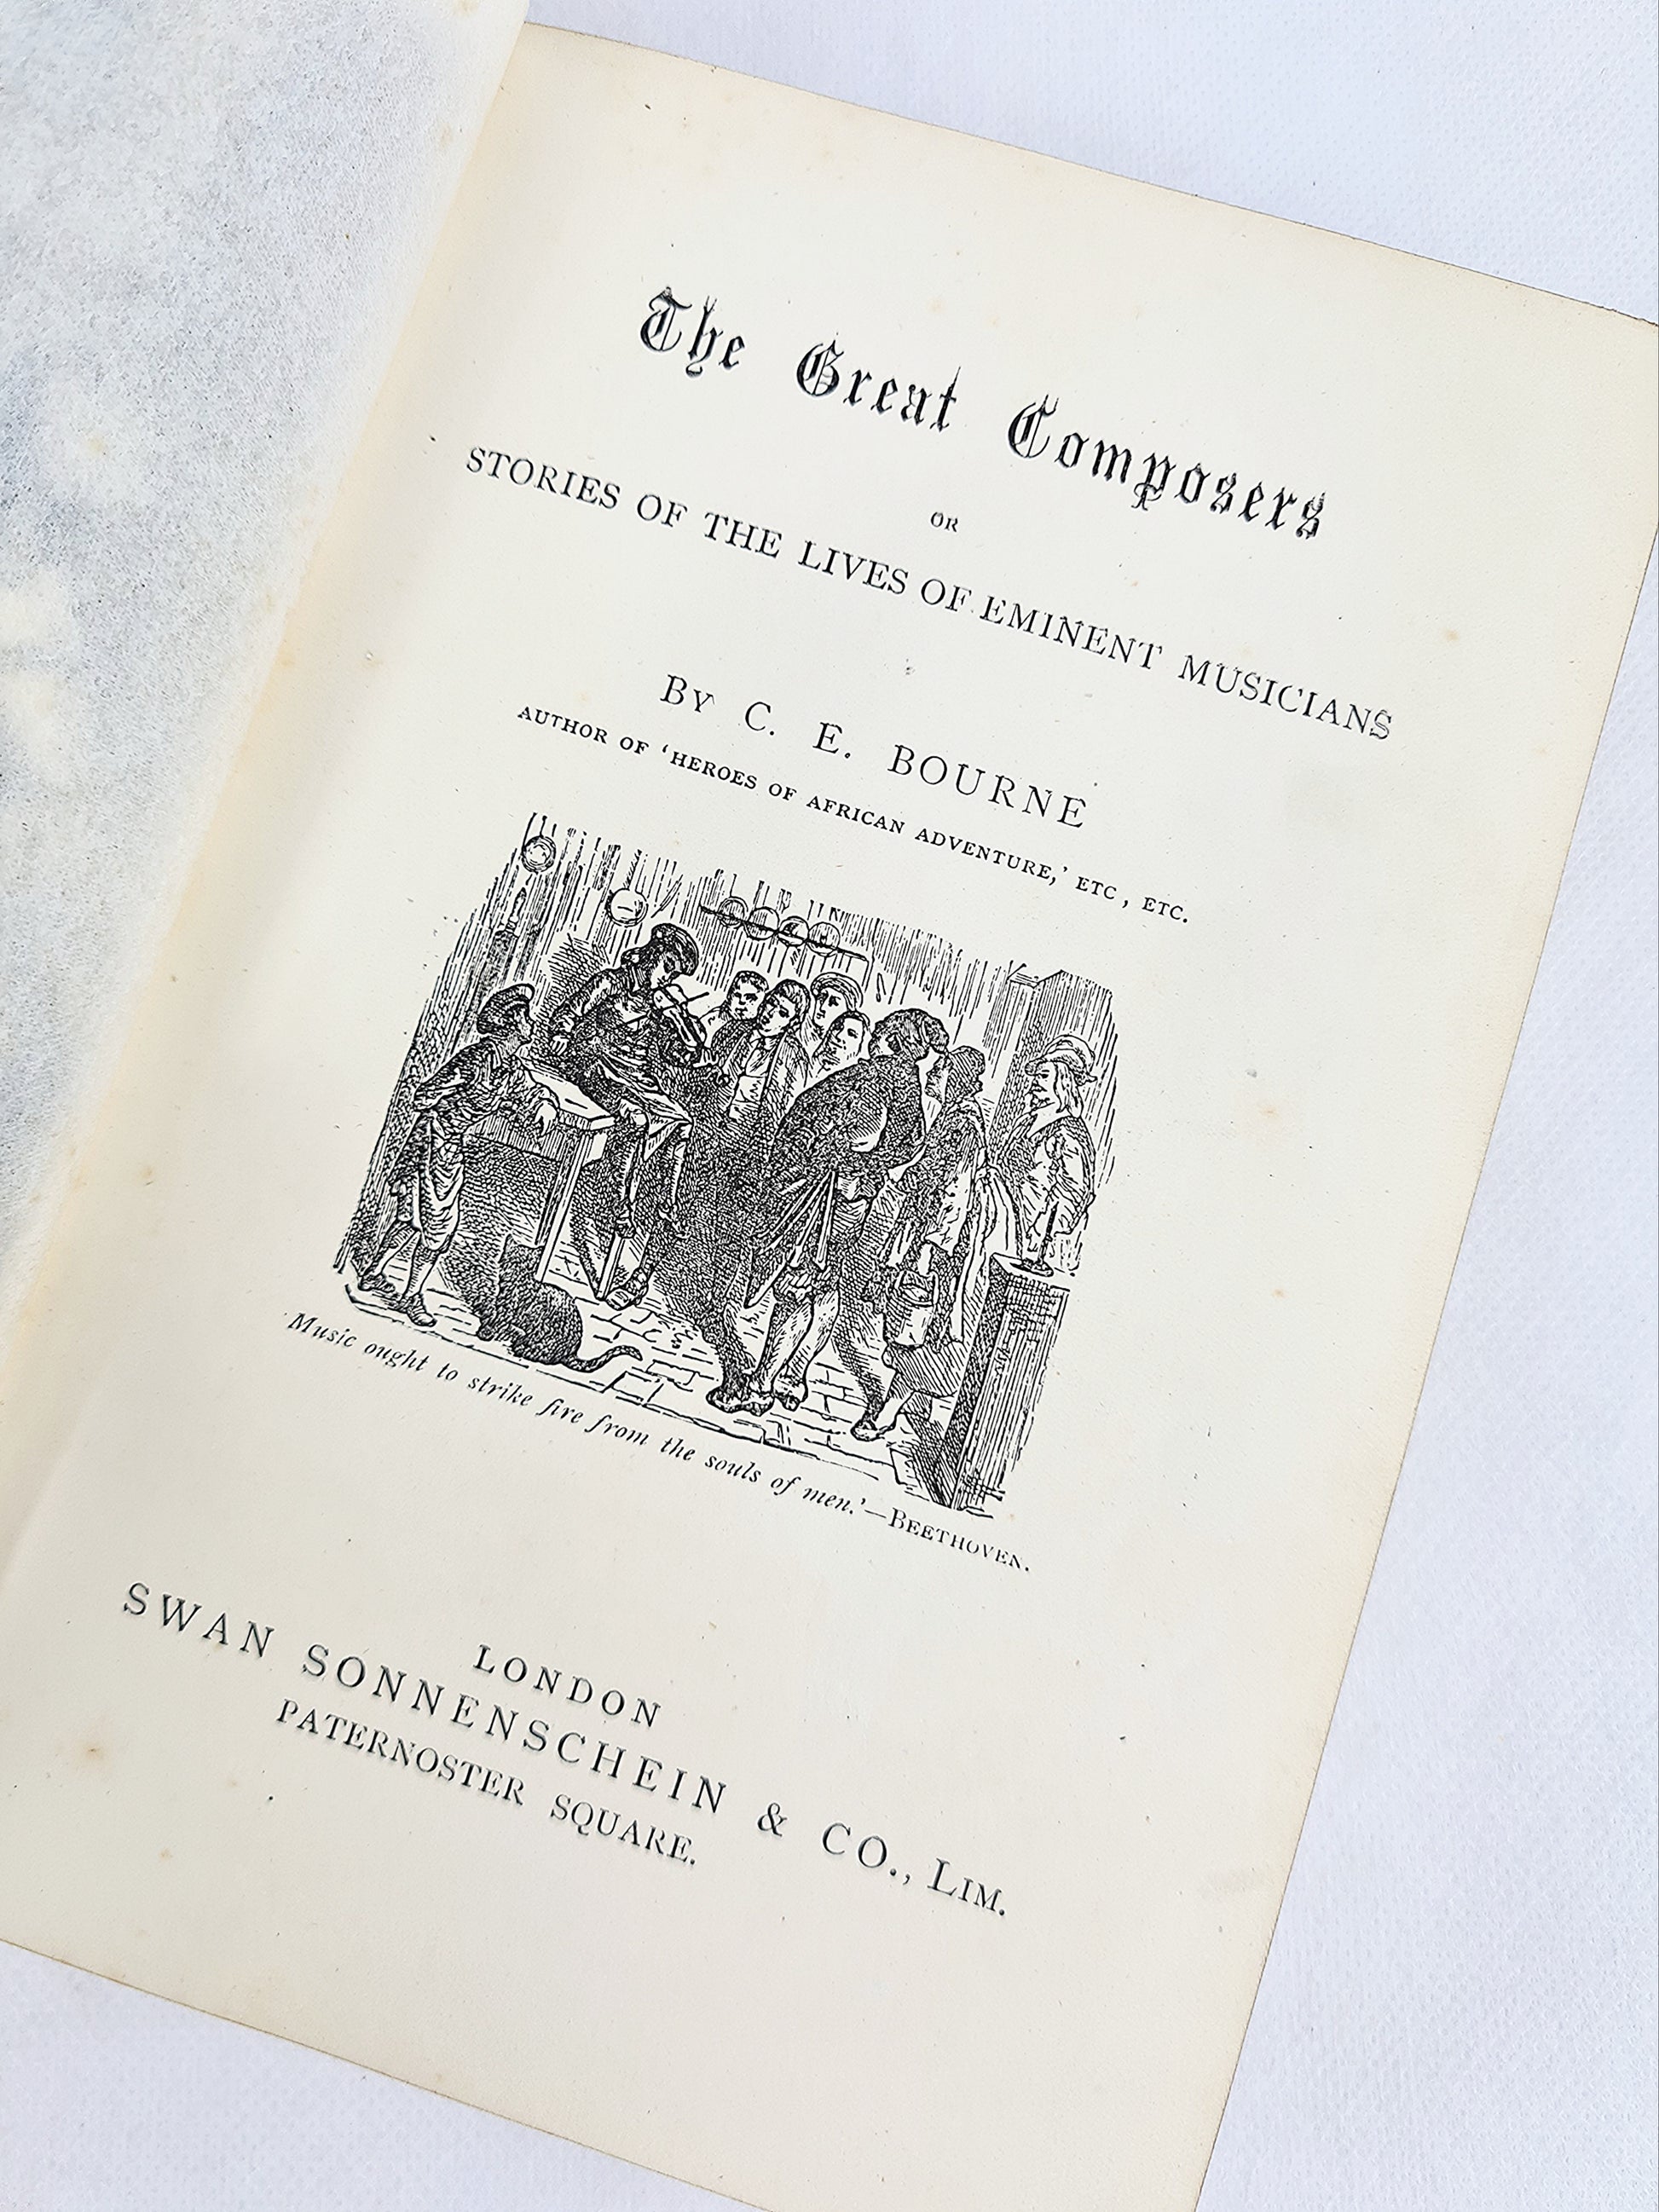 The Great Composers
OR
STORIES OF THE LIVES OF EMINENT MUSICIANS
BY C. E. BOURNE
AUTHOR OF ‘HEROES OF AFRICAN ADVENTURE,’ ETC , ETC.
‘Music ought to strike fire from the souls of men.’—BEETHOVEN.
LONDON
SWAN SONNENSCHEIN & CO., LIM.
PATERNOSTER SQUARE.